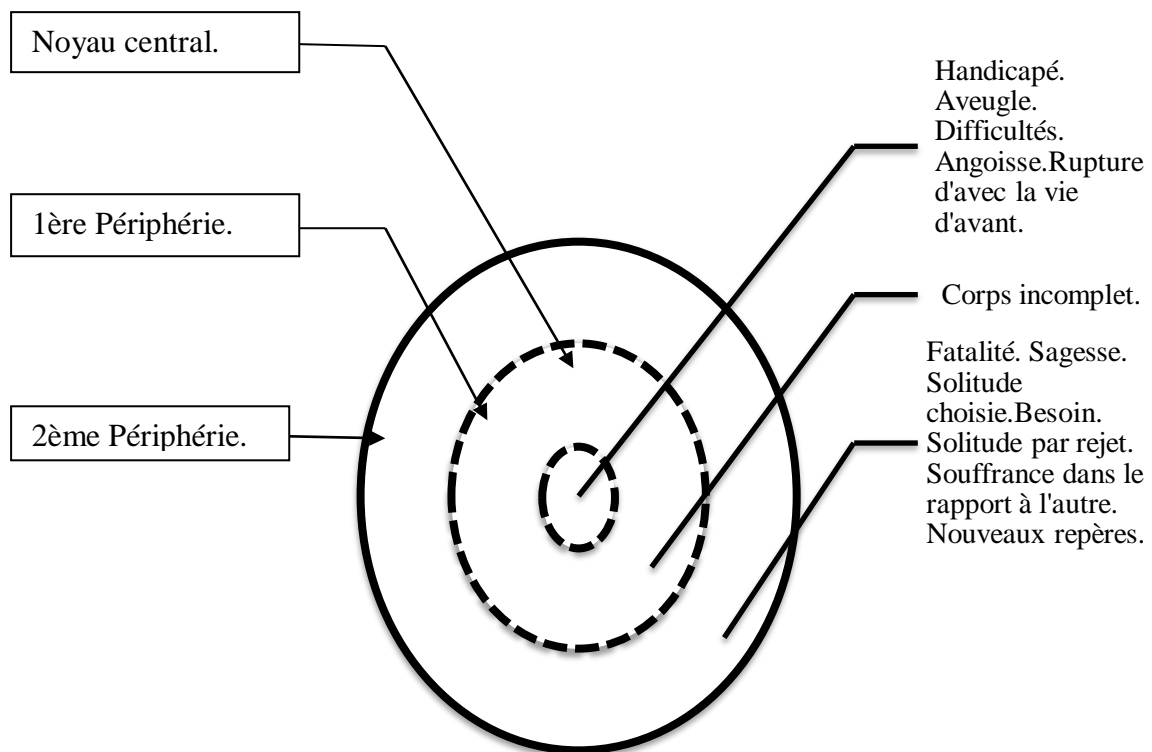 Noyau central.
1ère Périphérie.
2ème Périphérie.
Handicapé.
Aveugle.
Difficultés.
Angoisse.Rupture
d'avec la vie
d'avant.
Corps incomplet.
Fatalité. Sagesse.
Solitude
choisie.Besoin.
Solitude par rejet.
Souffrance dans le
rapport à l'autre.
Nouveaux repères.